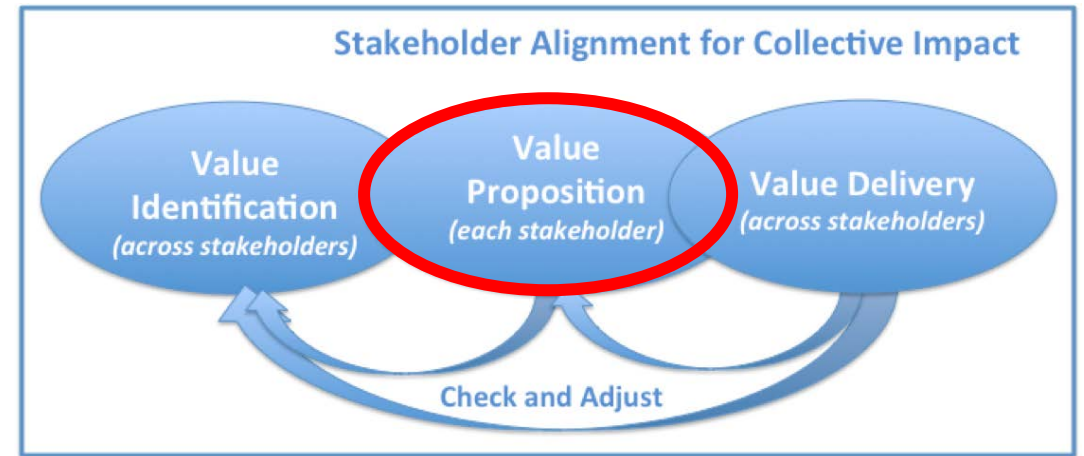 Stakeholder Alignment for Collective Impact
Value
Identification
(across stakeholders)
Value
Proposition
(each stakeholder)
Value Delivery
(across stakeholders)
Check and Adjust